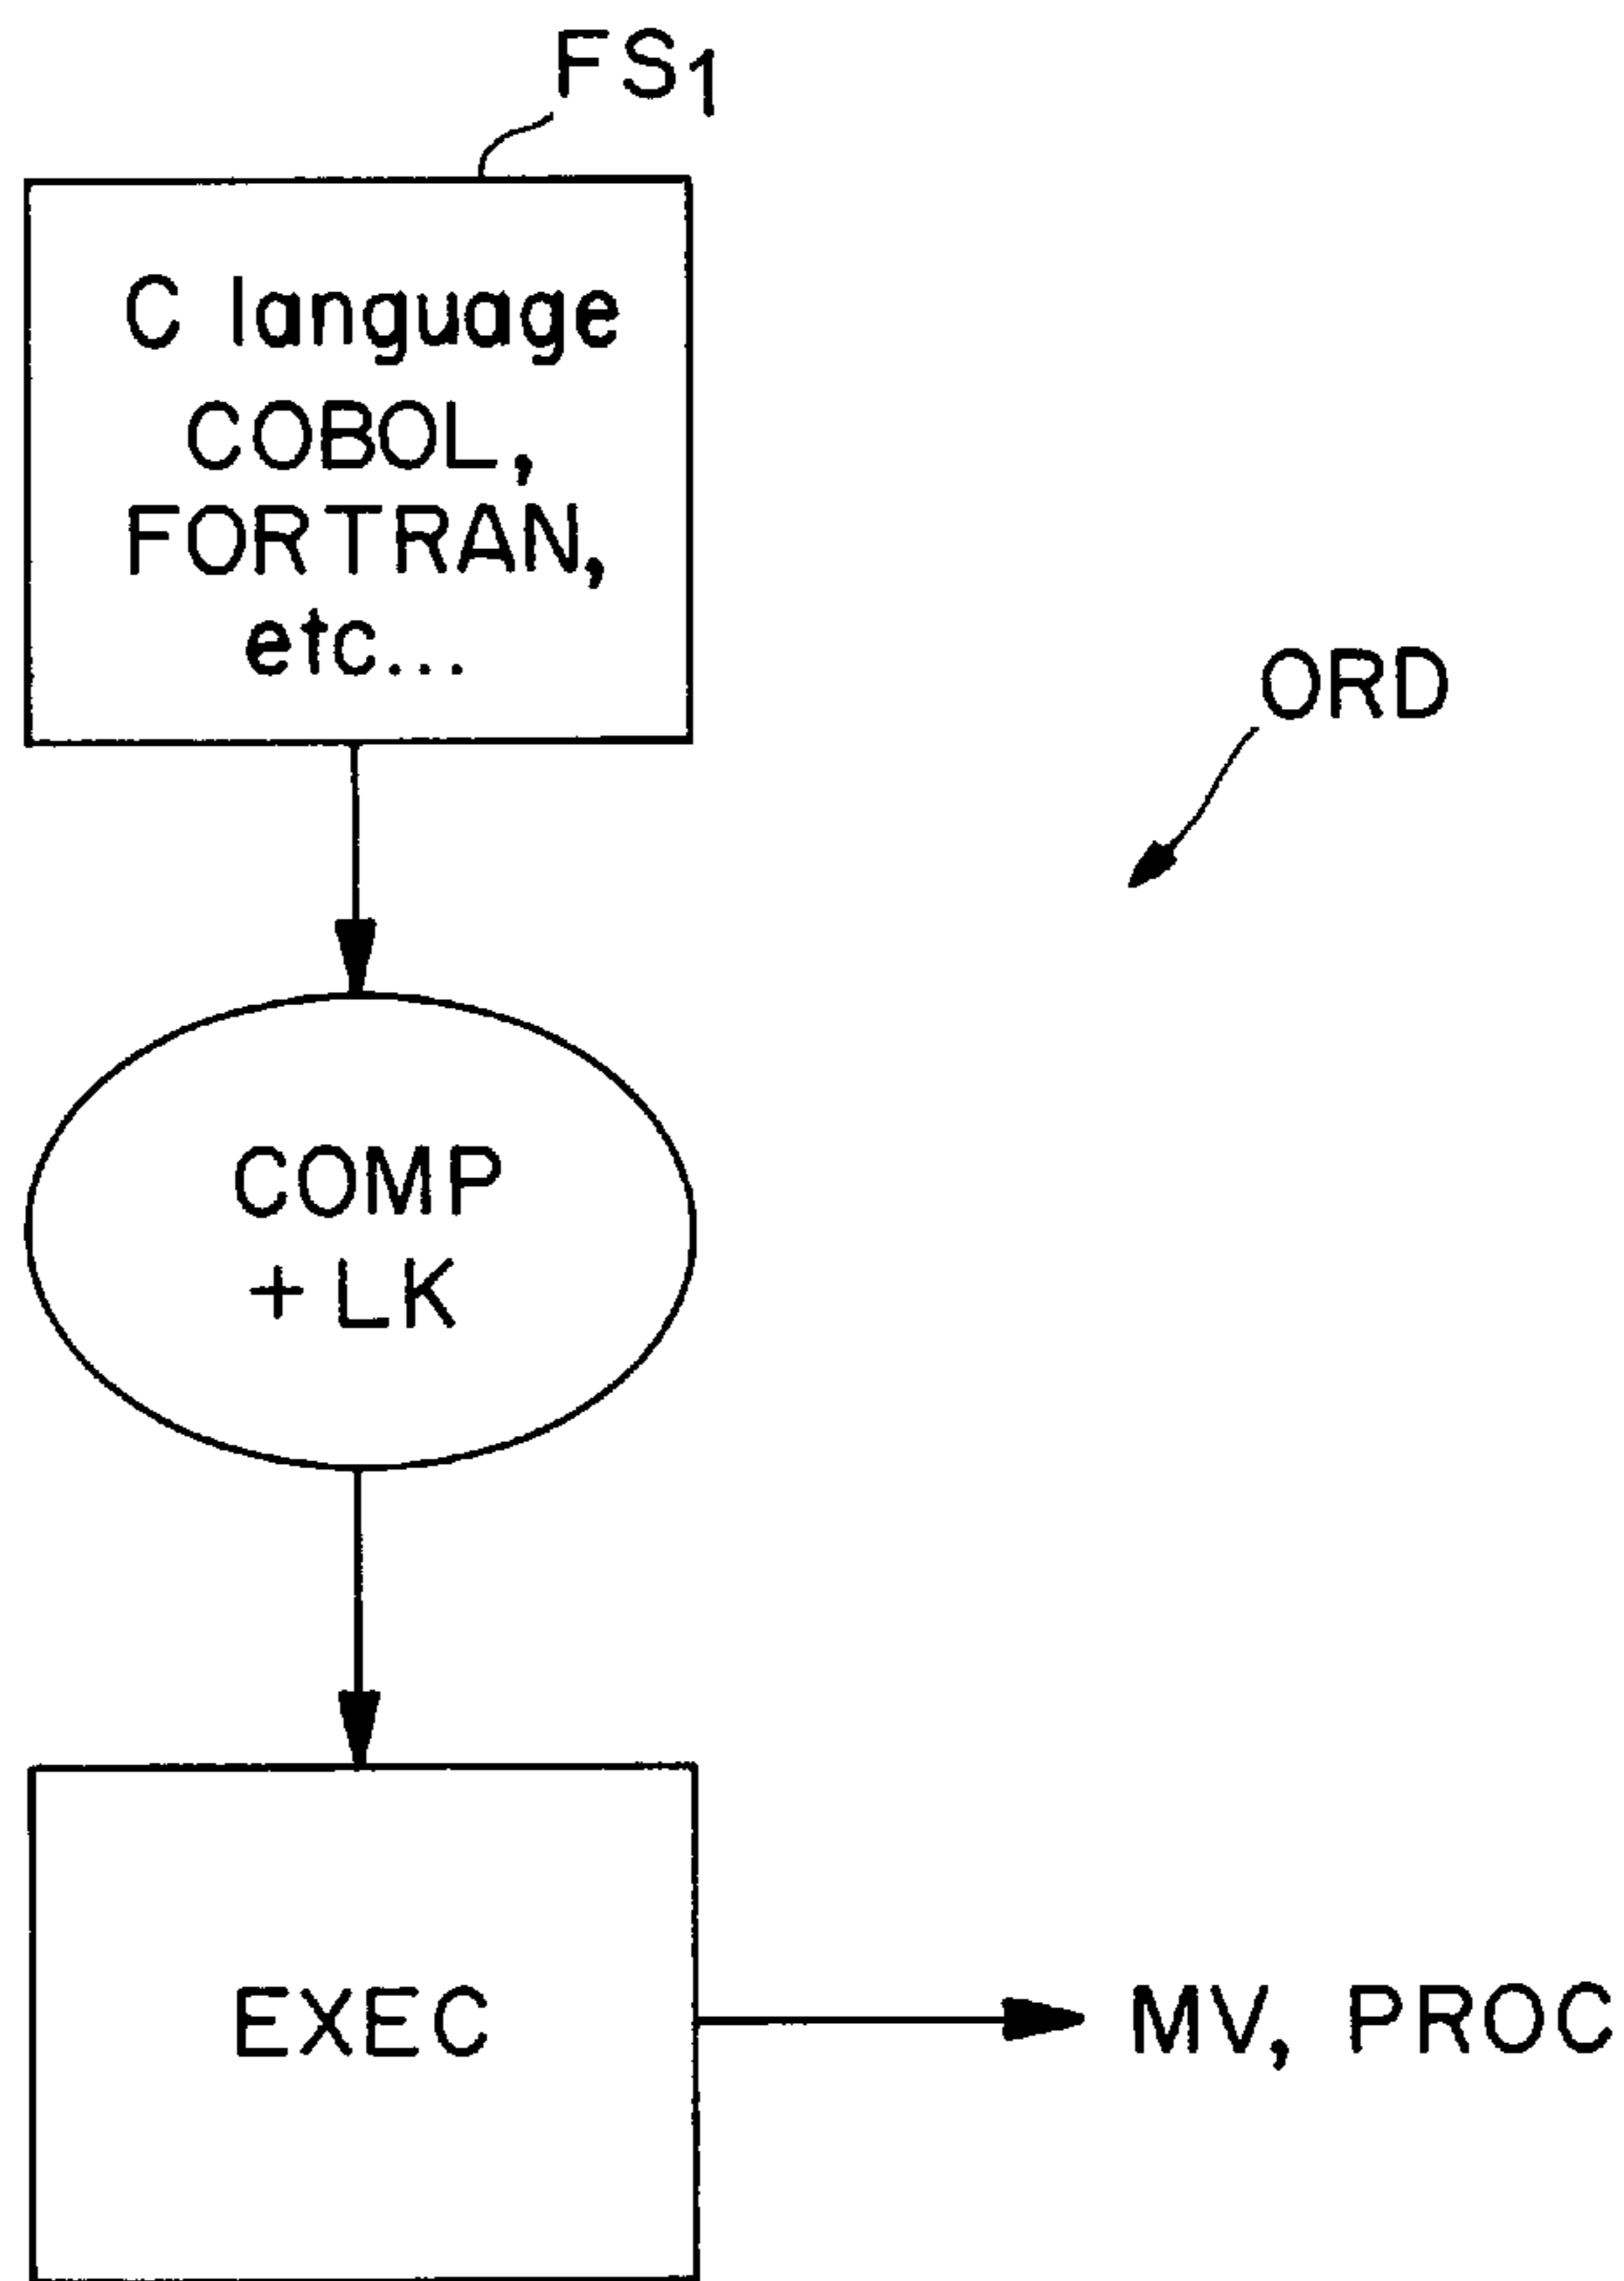 FS1
C language
COBOL,
FORTRAN,
etc...
ORD
COMP
+ LK
EXEC
MV, PROC